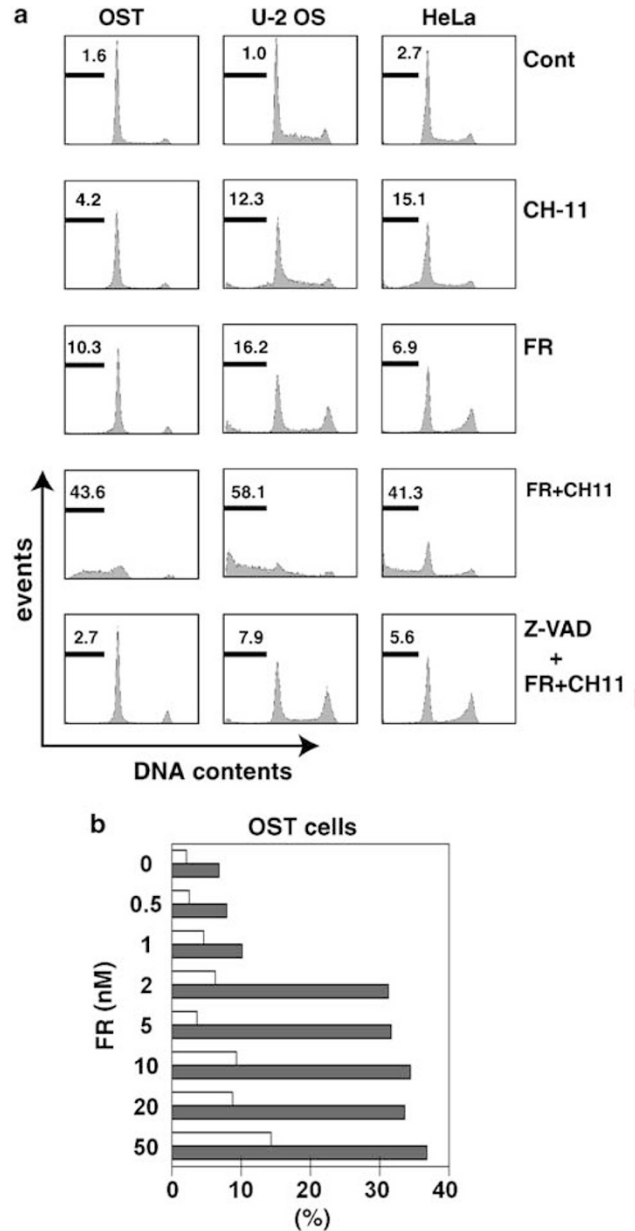 a
OST U-2 OS HeLa
1.6 1.0 2.7 Cont
4.2 12.3 15.1 CH-11
10.3 16.2 6.9 FR
43.6 58.1 41.3 FR+CH11
2.7 7.9 5.6 Z-VAD
+
FR+CH11
events
DNA contents
b
OST cells
FR (nM)
0
0.5
1
2
5
10
20
50
0 10 20 30 40
(%)